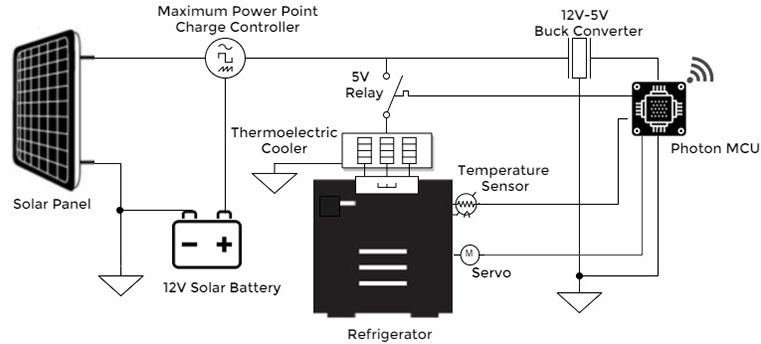 Maximum Power Point
Charge Controller
12V-5V
Buck Converter
5V
Relay
Thermoelectric
Cooler
Photon MCU
Temperature
Sensor
Solar Panel
M
Servo
12V Solar Battery
Refrigerator